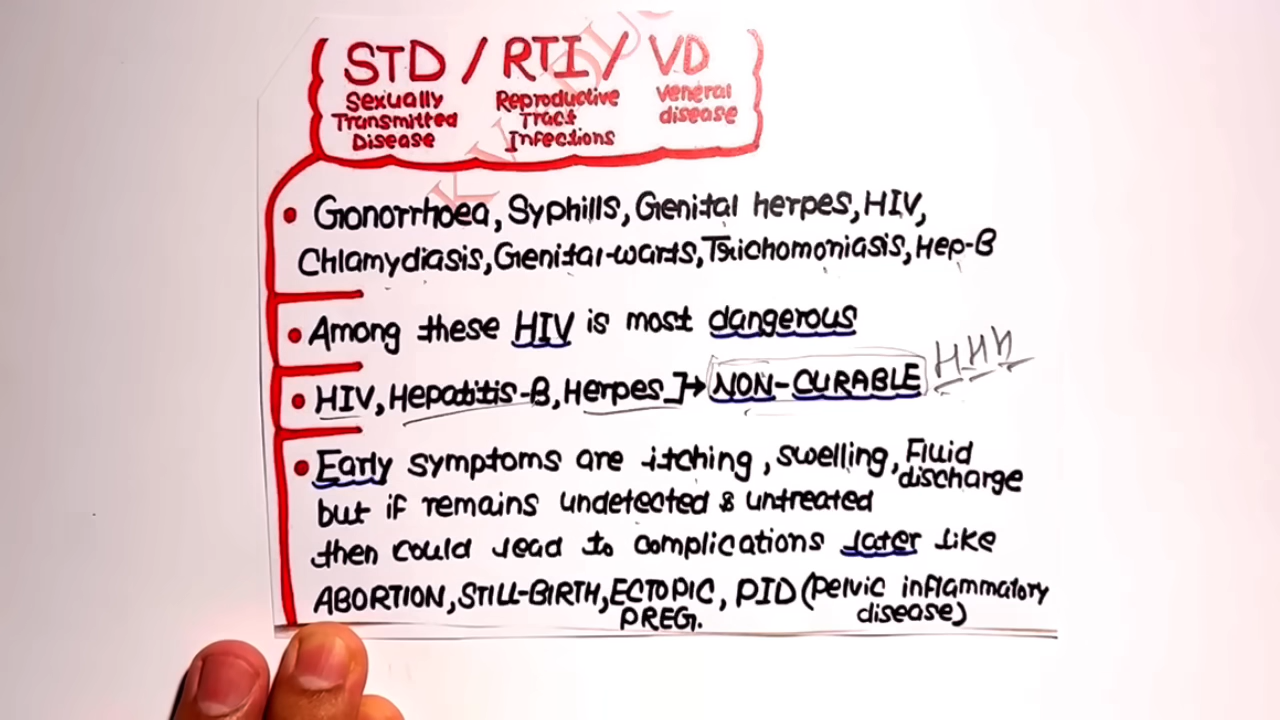 STD / RTI / VD
Sexually Transmitted Disease
Reproductive Tract Infections
Veneral disease
• Gonorrhoea, Syphills, Genital herpes, HIV,
Chlamydiasis, Genital-warts, Trichomoniasis, Hep-B
• Among these HIV is most dangerous
• HIV, Hepatitis-B, Herpes]→ NON-CURABLE HHH
• Early symptoms are itching, swelling, Fluid discharge
but if remains undetected & untreated
then could lead to complications later like
ABORTION, STILL-BIRTH, ECTOPIC PREG., PID (Pelvic inflammatory disease)